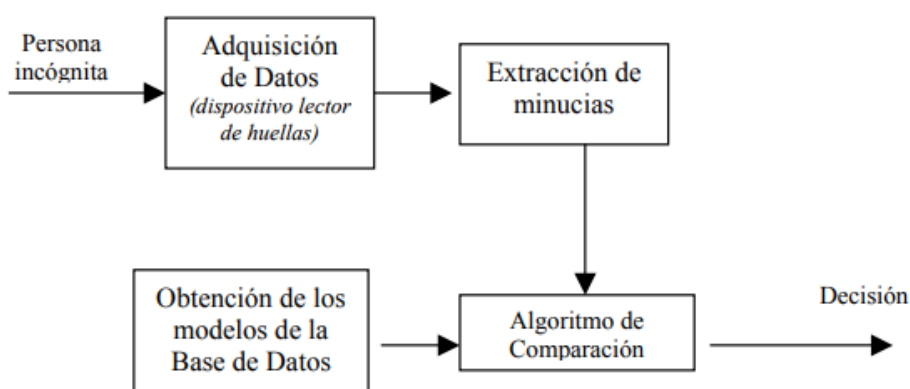 Persona
incógnita
Adquisición
de Datos
(dispositivo lector
de huellas)
Extracción de
minucias
Obtención de los
modelos de la
Base de Datos
Algoritmo de
Comparación
Decisión